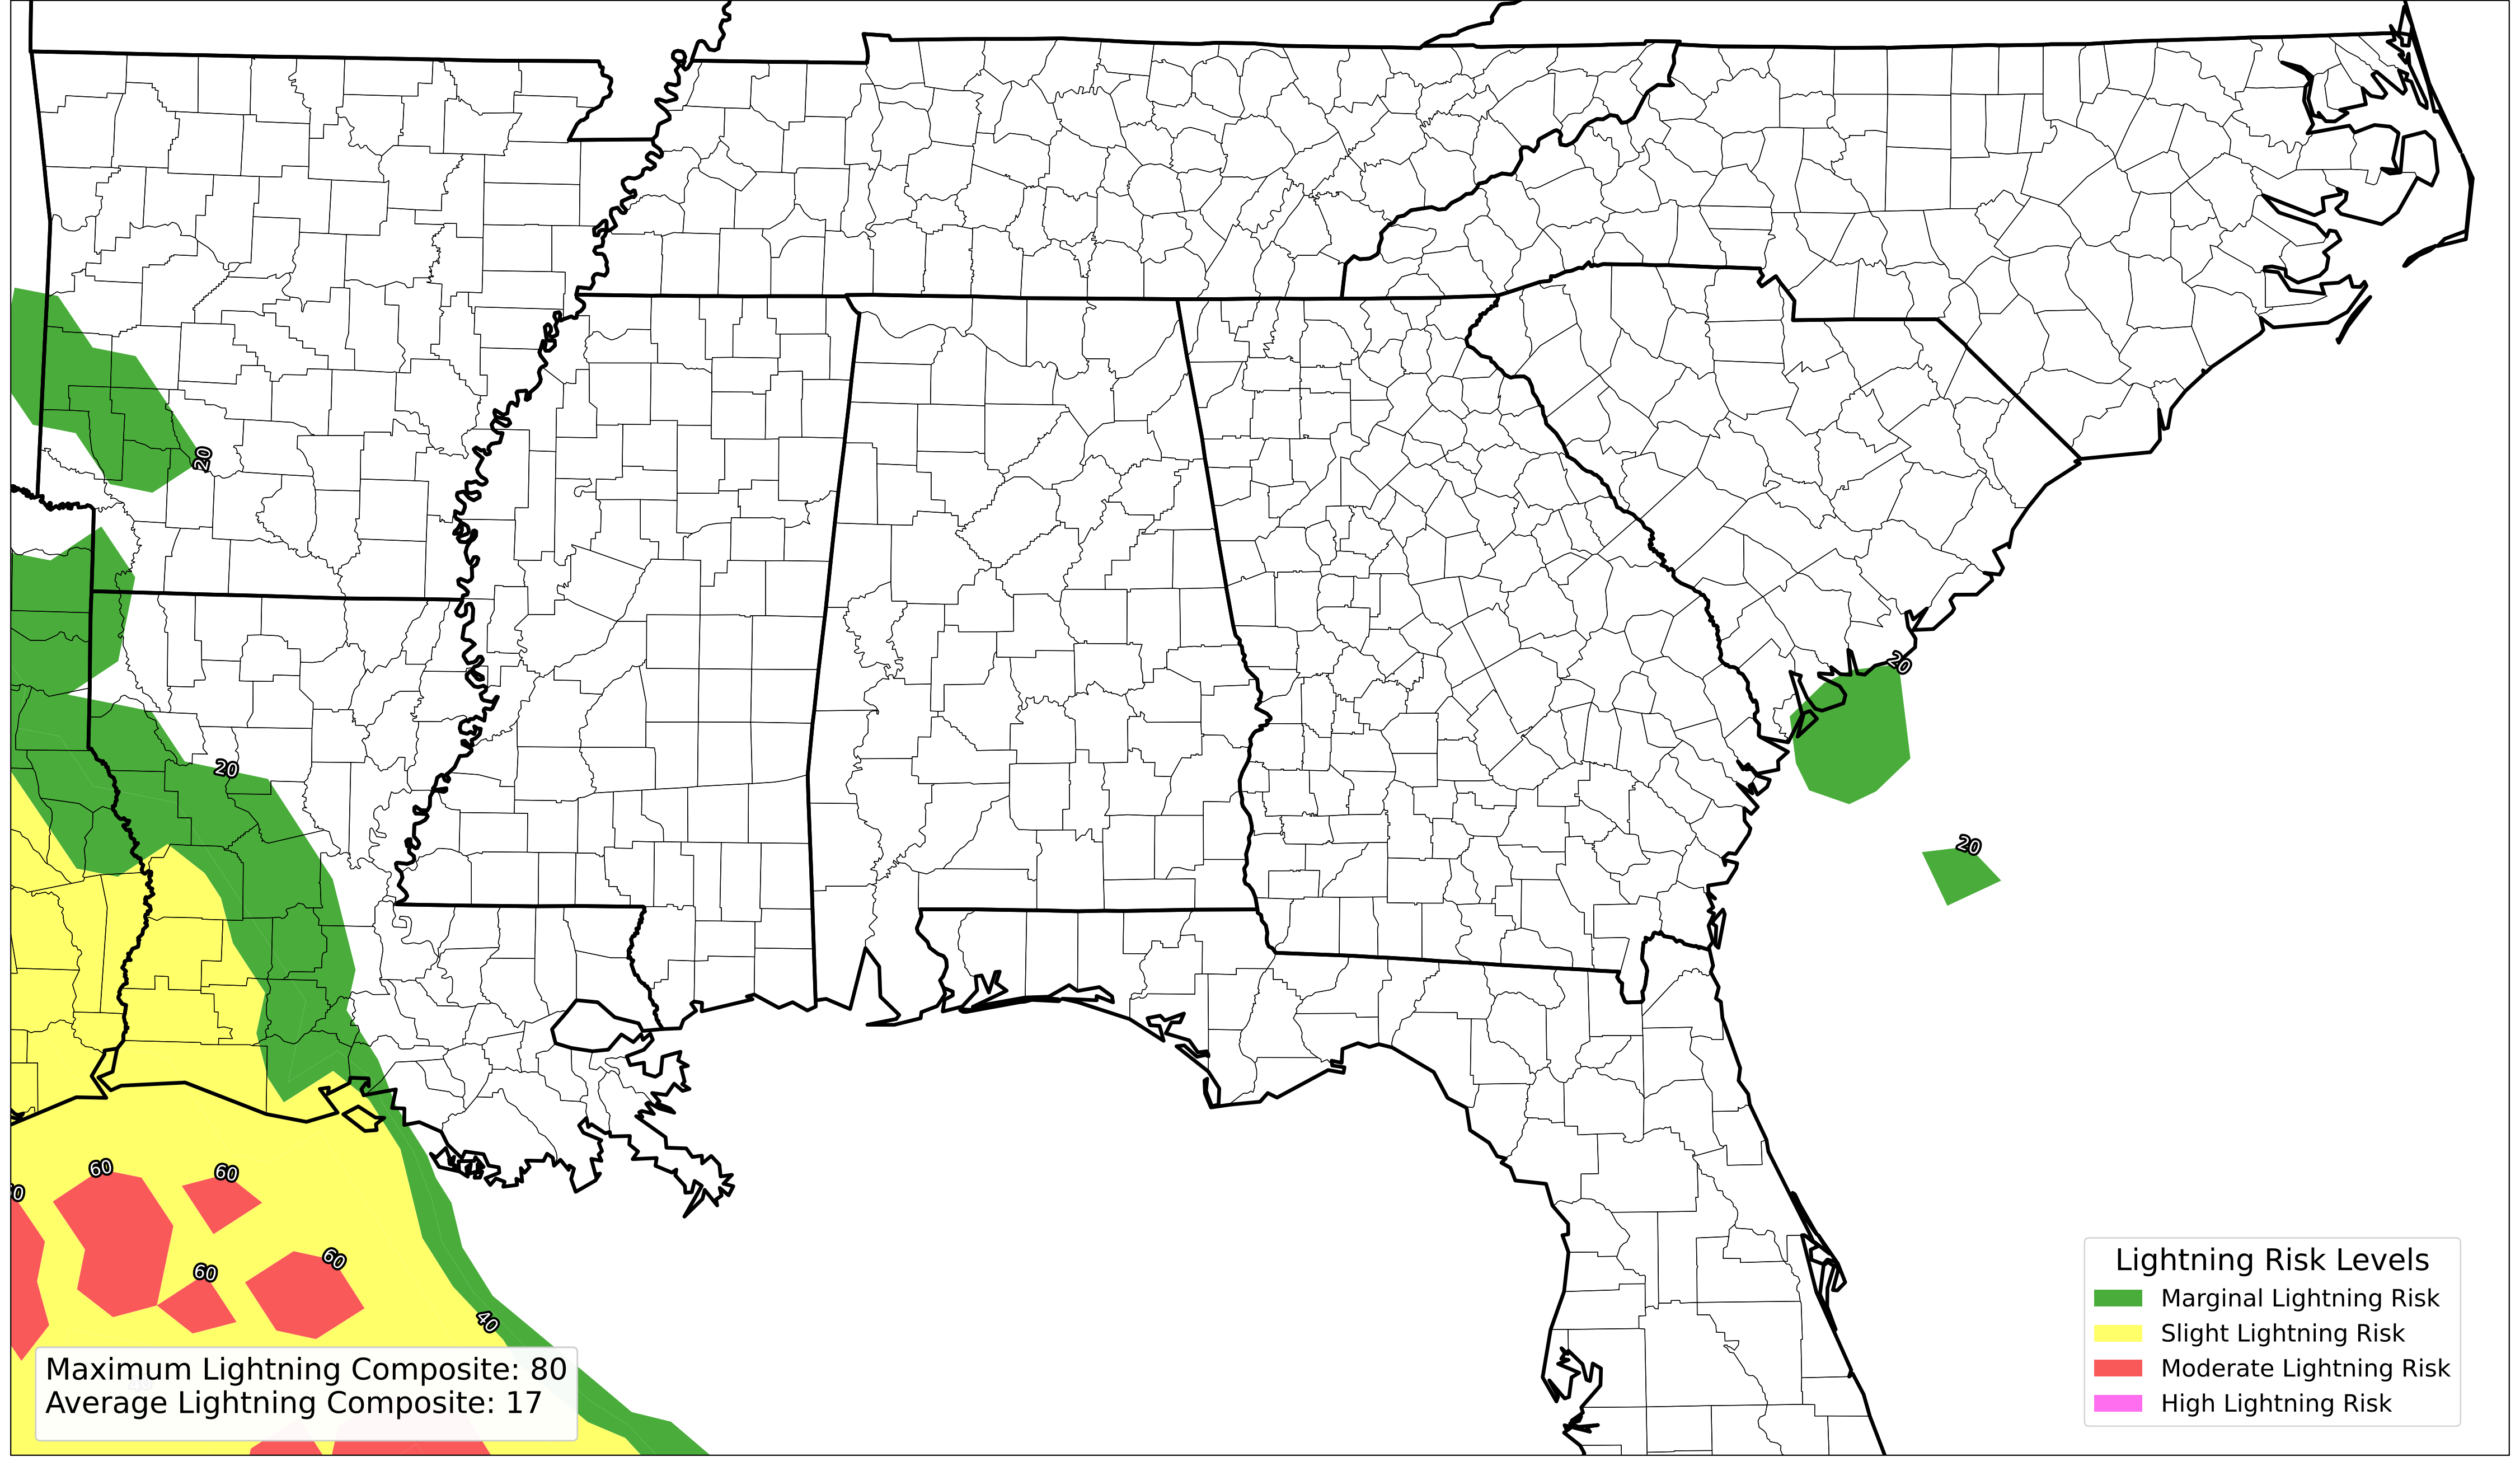 20
20
20
20
60
60
60
60
40
Maximum Lightning Composite: 80
Average Lightning Composite: 17
Lightning Risk Levels
Marginal Lightning Risk
Slight Lightning Risk
Moderate Lightning Risk
High Lightning Risk